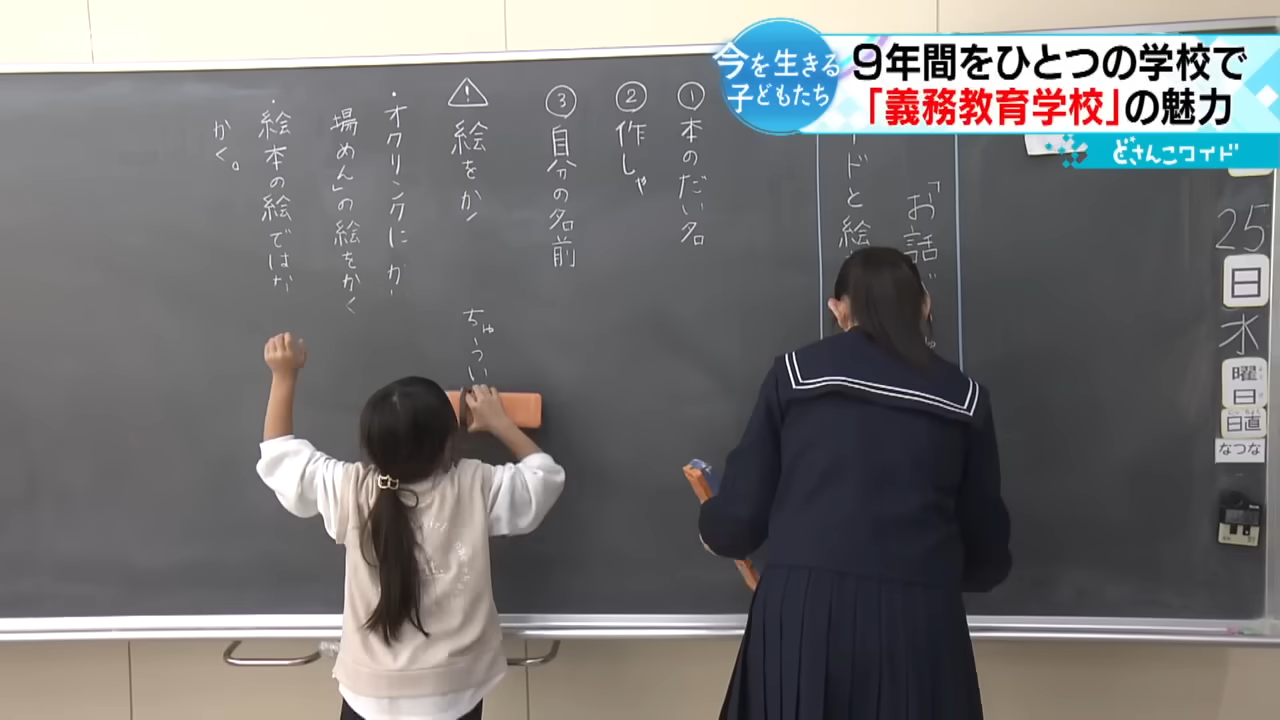 今を生きる
子どもたち
9年間をひとつの学校で
「義務教育学校」の魅力
どさんこワイド
「お話
ドと絵
①本のだい名
②作しゃ
③自分の名前
⚠絵をか
ちゅうい
・オクリンクにか
場めん」の絵をかく
・絵本の絵ではな
かく。
25
日
水
曜
日
日直
なつな